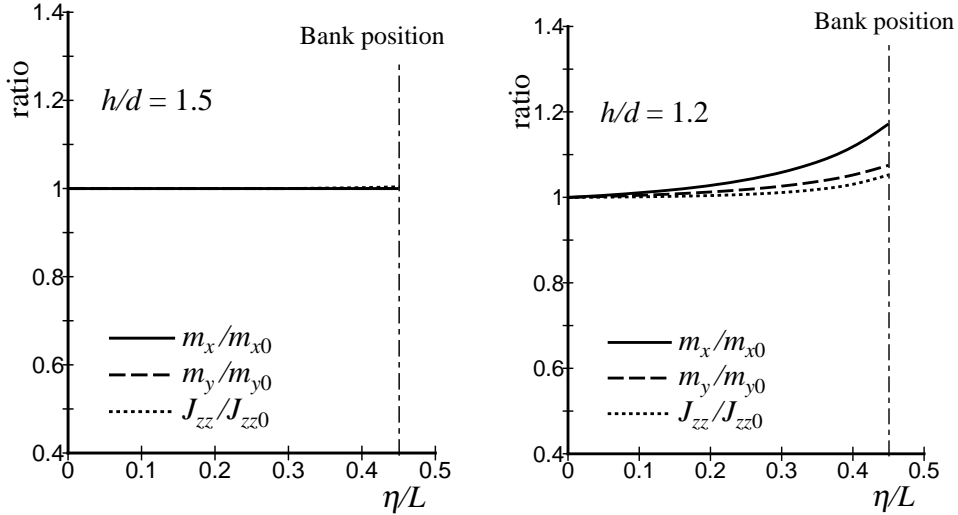 1.4
Bank position
ratio
1.2
h/d = 1.5
1
0.8
m_x/m_x0
0.6
m_y/m_y0
J_zz/J_zz0
0.4
0 0.1 0.2 0.3 0.4 0.5
η/L
1.4
Bank position
ratio
1.2
h/d = 1.2
1
0.8
m_x/m_x0
0.6
m_y/m_y0
J_zz/J_zz0
0.4
0 0.1 0.2 0.3 0.4 0.5
η/L